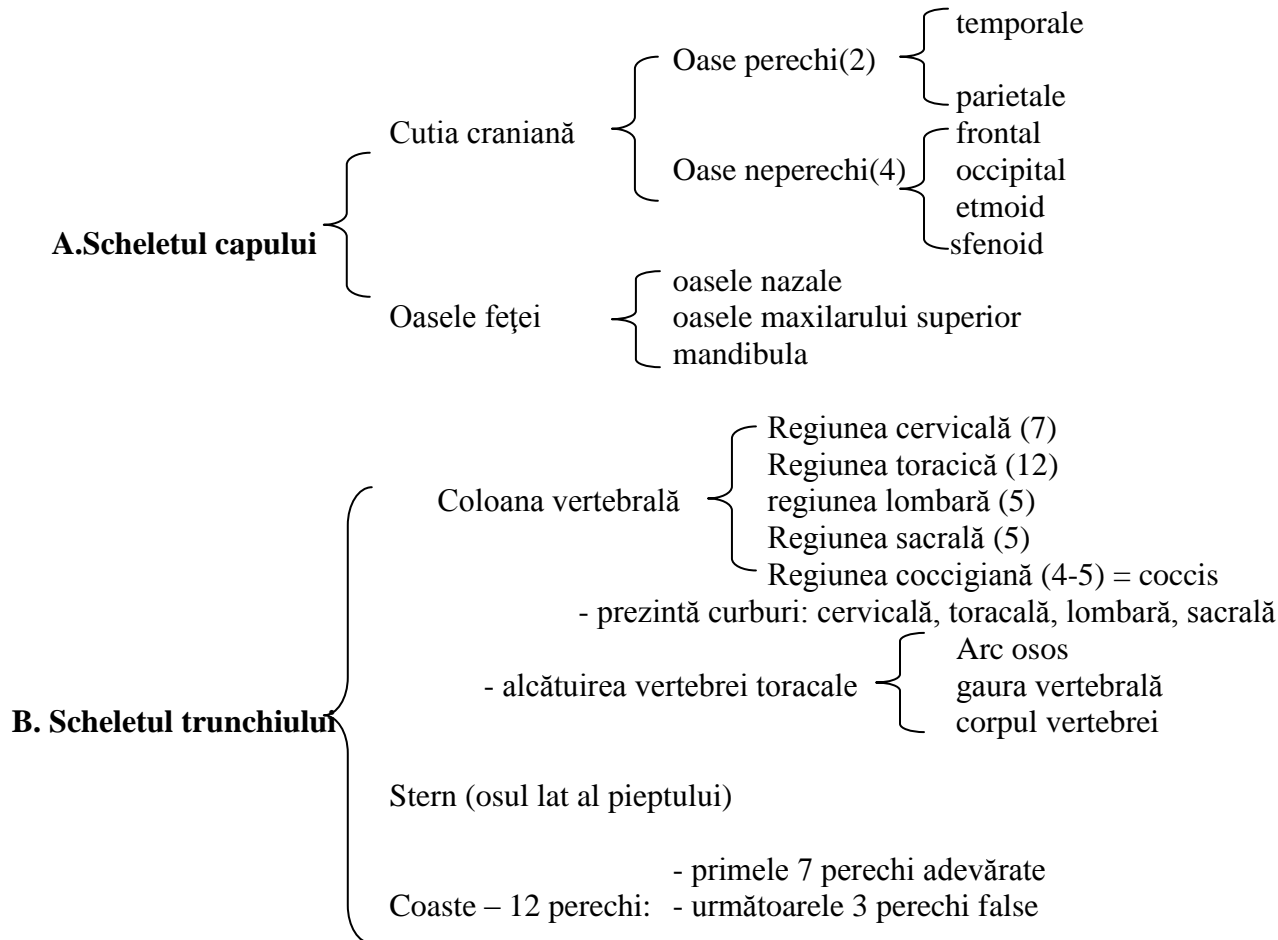 temporale
Oase perechi(2)
parietale
Cutia craniană
frontal
Oase neperechi(4)
occipital
etmoid
A.Scheletul capului
sfenoid
oasele nazale
Oasele feţei
oasele maxilarului superior
mandibula
Regiunea cervicală (7)
Regiunea toracică (12)
Coloana vertebrală
regiunea lombară (5)
Regiunea sacrală (5)
Regiunea coccigiană (4-5) = coccis
- prezintă curburi: cervicală, toracală, lombară, sacrală
Arc osos
- alcătuirea vertebrei toracale
gaura vertebrală
B. Scheletul trunchiului
corpul vertebrei
Stern (osul lat al pieptului)
- primele 7 perechi adevărate
Coaste – 12 perechi: - următoarele 3 perechi false